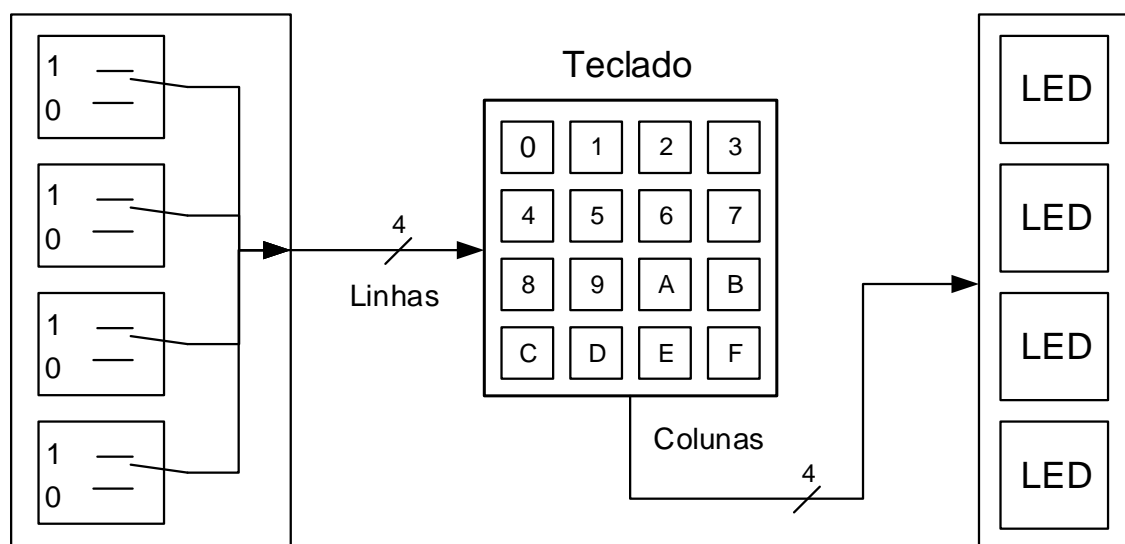 1
0
1
0
1
0
1
0
4
Linhas
Teclado
0 1 2 3
4 5 6 7
8 9 A B
C D E F
Colunas
4
LED
LED
LED
LED